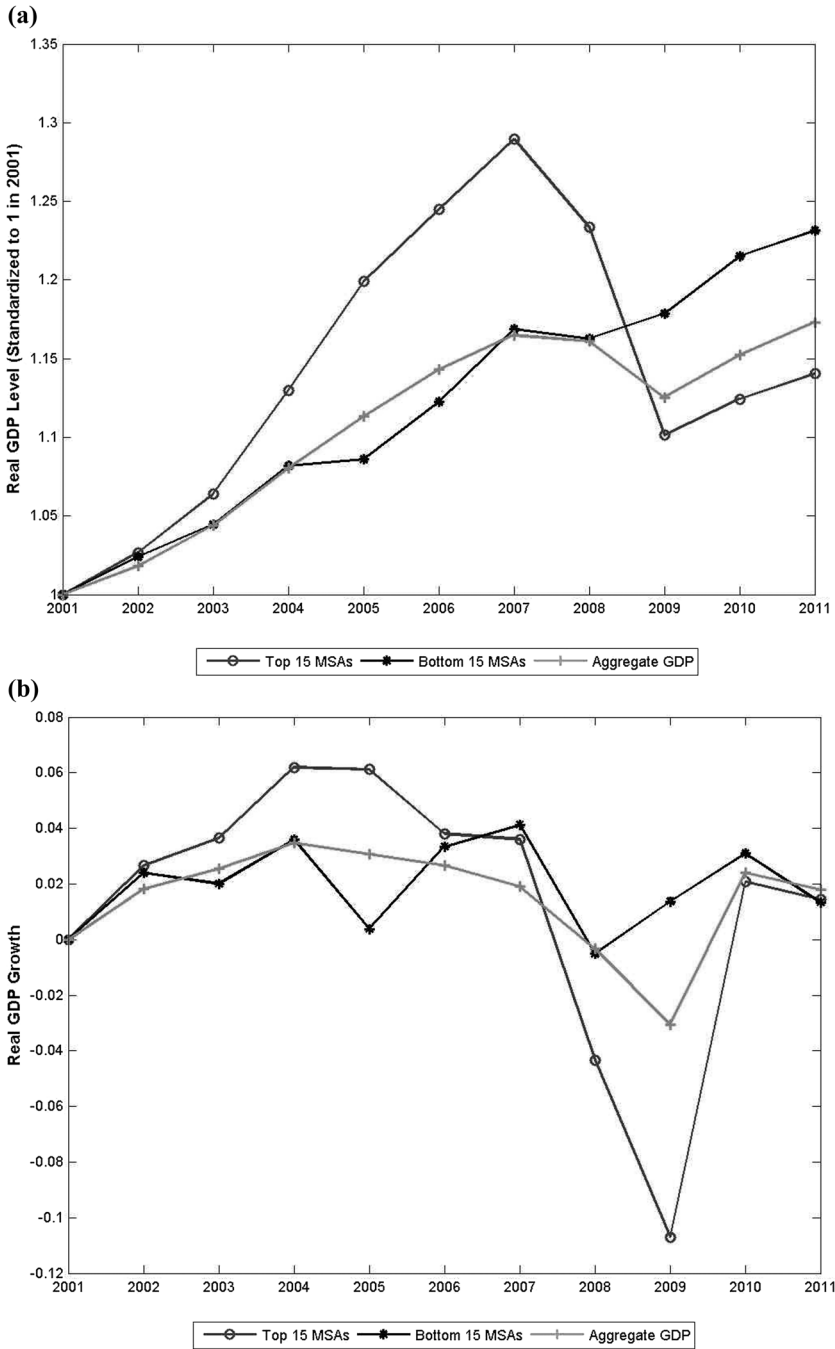 (a)
Real GDP Level (Standardized to 1 in 2001)
1.35
1.3
1.25
1.2
1.15
1.1
1.05
1
2001 2002 2003 2004 2005 2006 2007 2008 2009 2010 2011
Top 15 MSAs Bottom 15 MSAs Aggregate GDP
(b)
Real GDP Growth
0.08
0.06
0.04
0.02
0
-0.02
-0.04
-0.06
-0.08
-0.1
-0.12
2001 2002 2003 2004 2005 2006 2007 2008 2009 2010 2011
Top 15 MSAs Bottom 15 MSAs Aggregate GDP